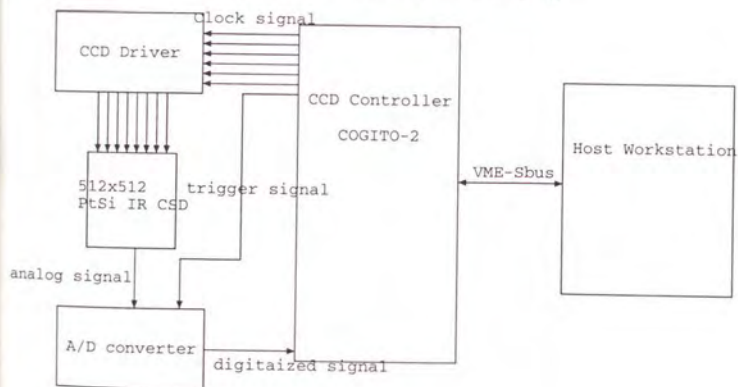 Clock signal
CCD Driver
CCD Controller
COGITO-2
Host Workstation
VME-Sbus
512x512
PtSi IR CSD
trigger signal
analog signal
A/D converter
digitaized signal